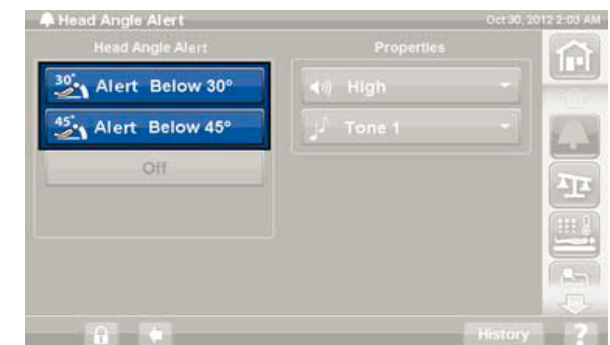 Head Angle Alert
Oct 30, 2012 2:03 AM
Head Angle Alert
30° Alert Below 30°
45° Alert Below 45°
Off
Properties
High
Tone 1
History
?